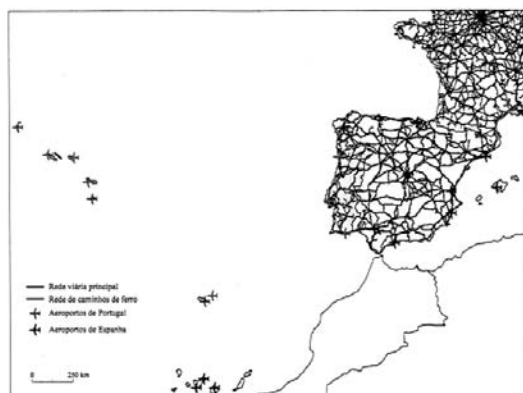 Rede viária principal
Rede de caminhos de ferro
Aeroportos de Portugal
Aeroportos de Espanha
0 250 km